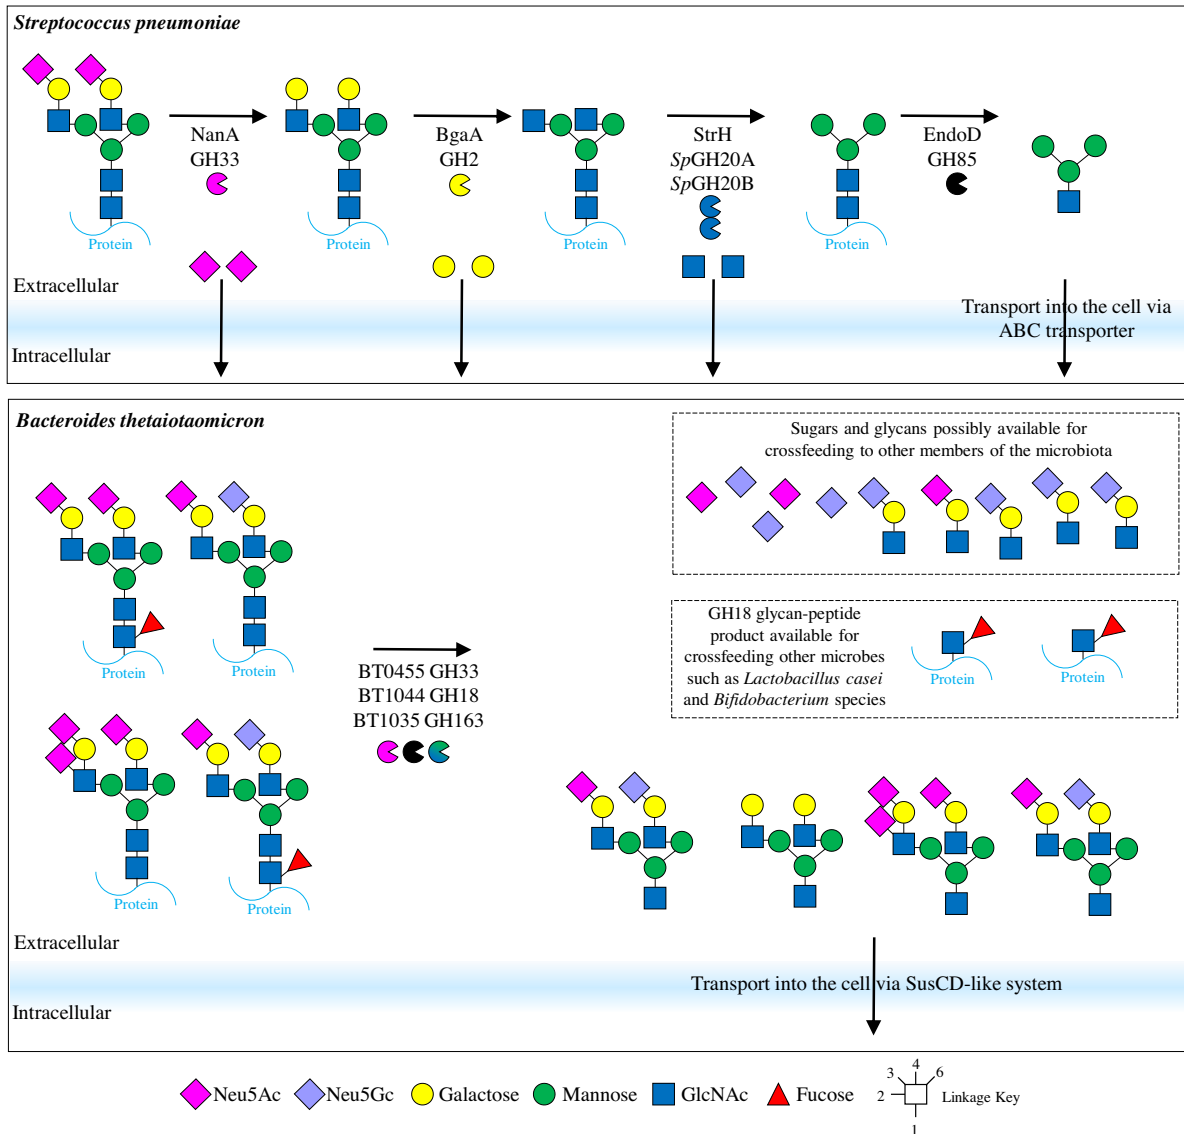 Streptococcus pneumoniae
NanA
GH33
BgaA
GH2
StrH
SpGH20A
SpGH20B
EndoD
GH85
Protein
Protein
Protein
Protein
Extracellular
Transport into the cell via
ABC transporter
Intracellular
Bacteroides thetaiotaomicron
Sugars and glycans possibly available for
crossfeeding to other members of the microbiota
GH18 glycan-peptide
product available for
crossfeeding other microbes
such as Lactobacillus casei
and Bifidobacterium species
Protein
Protein
Protein
Protein
BT0455 GH33
BT1044 GH18
BT1035 GH163
Protein
Protein
Extracellular
Transport into the cell via SusCD-like system
Intracellular
Neu5Ac
Neu5Gc
Galactose
Mannose
GlcNAc
Fucose
4
3
6
2
1
Linkage Key